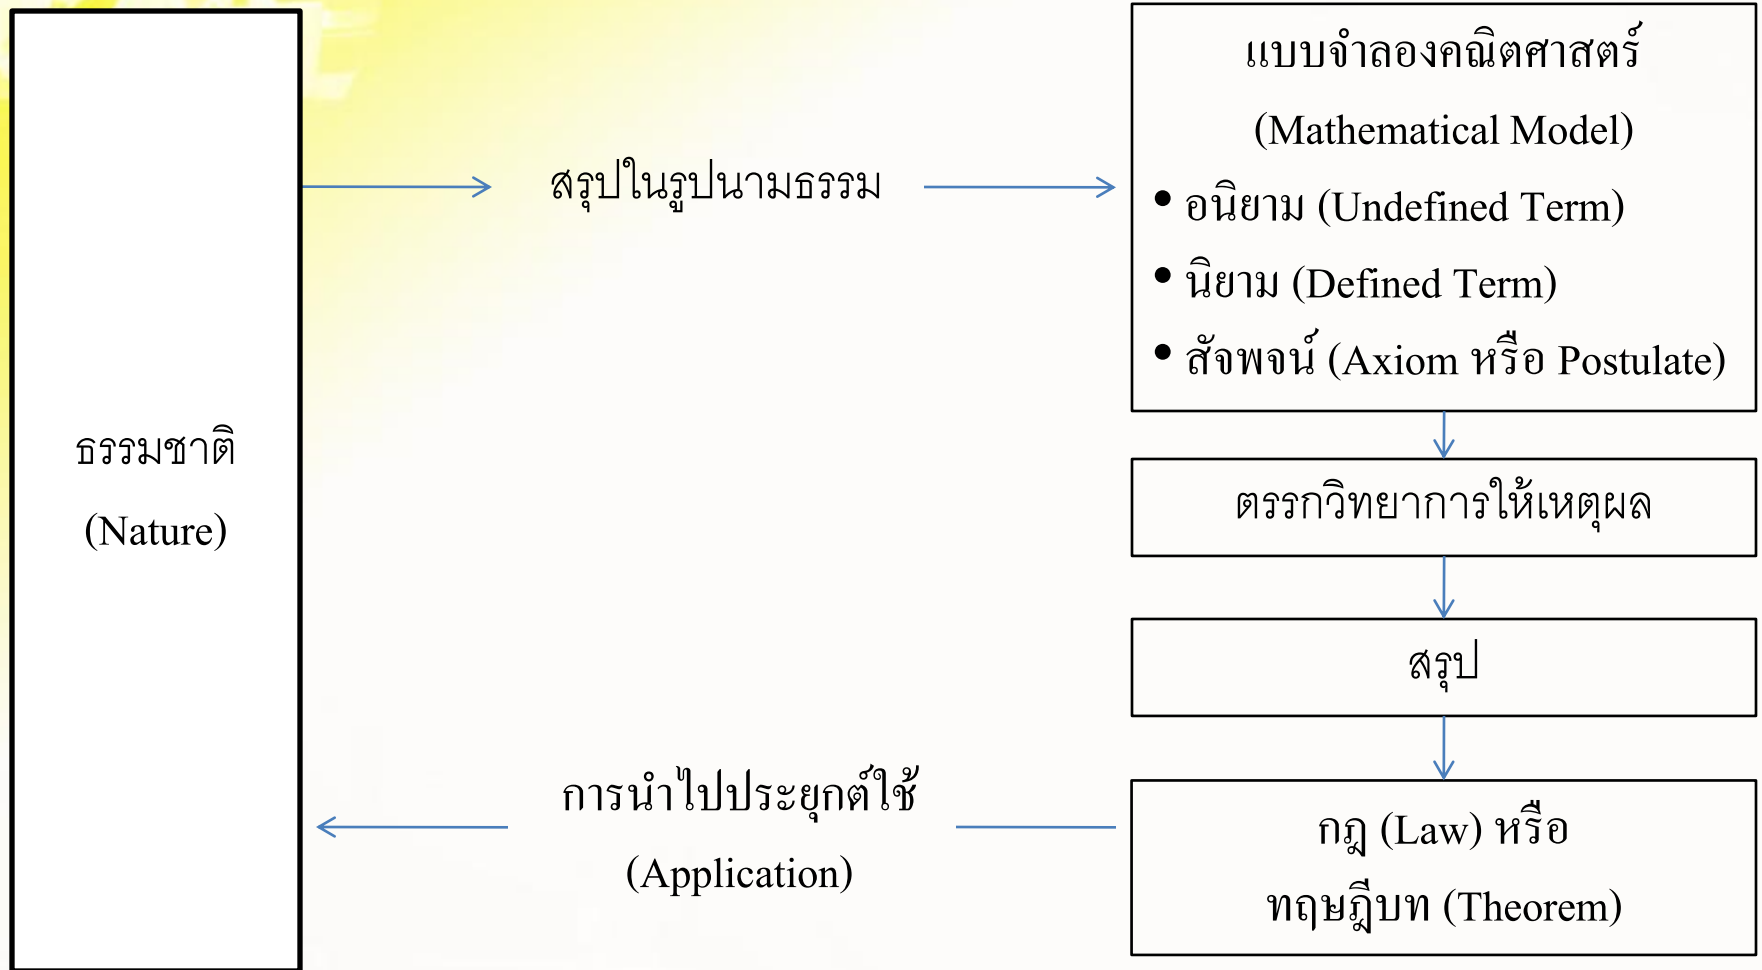 ธรรมชาติ
(Nature)
สรุปในรูปนามธรรม
แบบจำลองคณิตศาสตร์
(Mathematical Model)
• อนิยาม (Undefined Term)
• นิยาม (Defined Term)
• สัจพจน์ (Axiom หรือ Postulate)
ตรรกวิทยาการให้เหตุผล
สรุป
กฎ (Law) หรือ
ทฤษฎีบท (Theorem)
การนำไปประยุกต์ใช้
(Application)